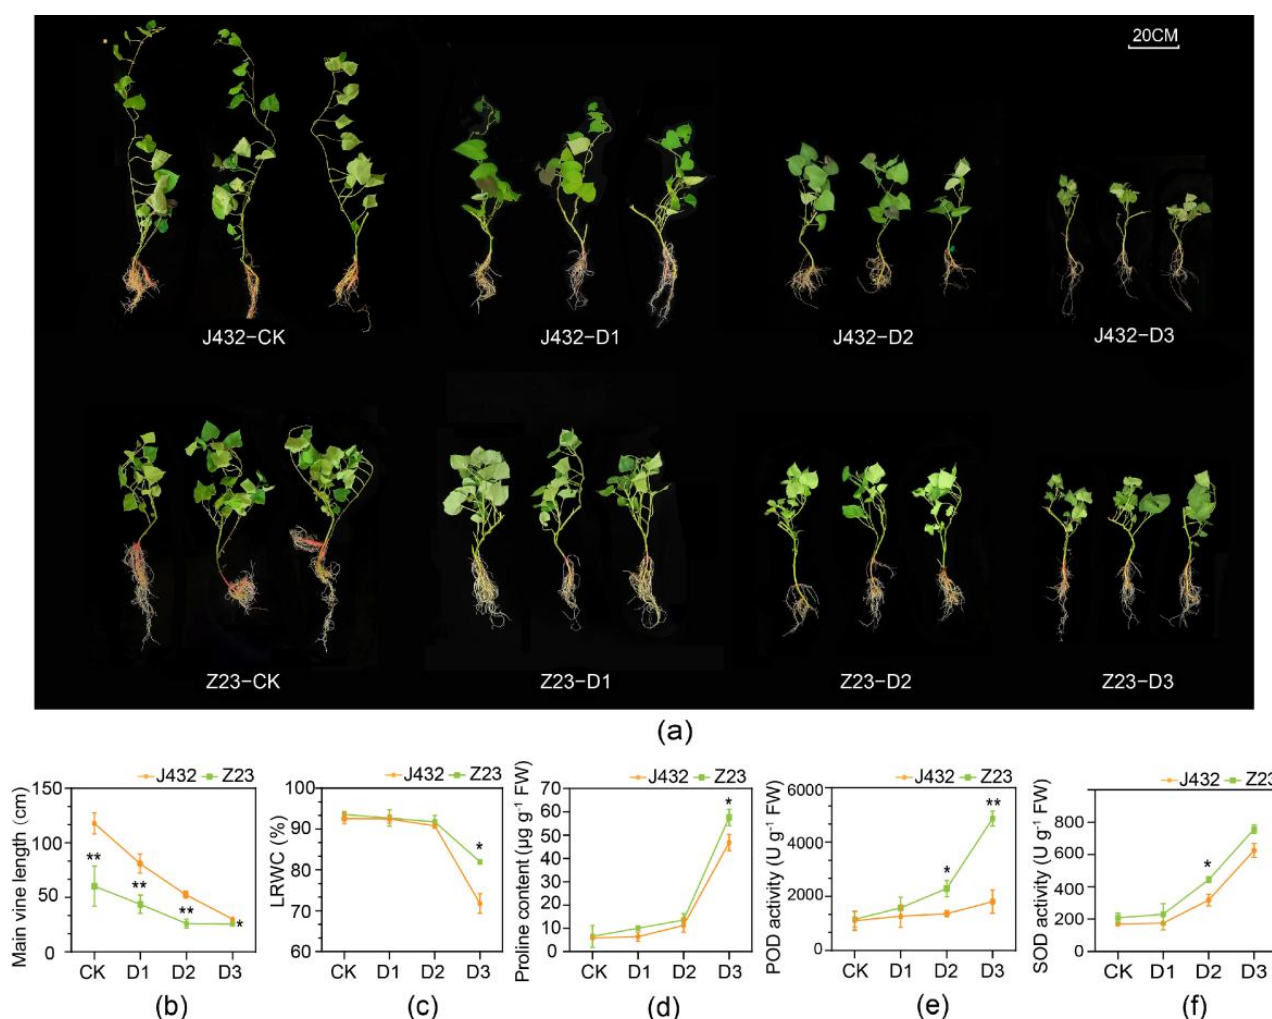 20CM
J432−CK J432−D1 J432−D2 J432−D3
Z23−CK Z23−D1 Z23−D2 Z23−D3
(a)
J432 Z23
Main vine length (cm)
150
100
50
0
** ** ** *
CK D1 D2 D3
(b)
J432 Z23
LRWC (%)
100
90
80
70
60
*
CK D1 D2 D3
(c)
J432 Z23
Proline content (µg g⁻¹ FW)
70
60
50
40
30
20
10
0
*
CK D1 D2 D3
(d)
J432 Z23
POD activity (U g⁻¹ FW)
6000
4000
2000
0
* **
CK D1 D2 D3
(e)
J432 Z23
SOD activity (U g⁻¹ FW)
800
600
400
200
0
*
CK D1 D2 D3
(f)